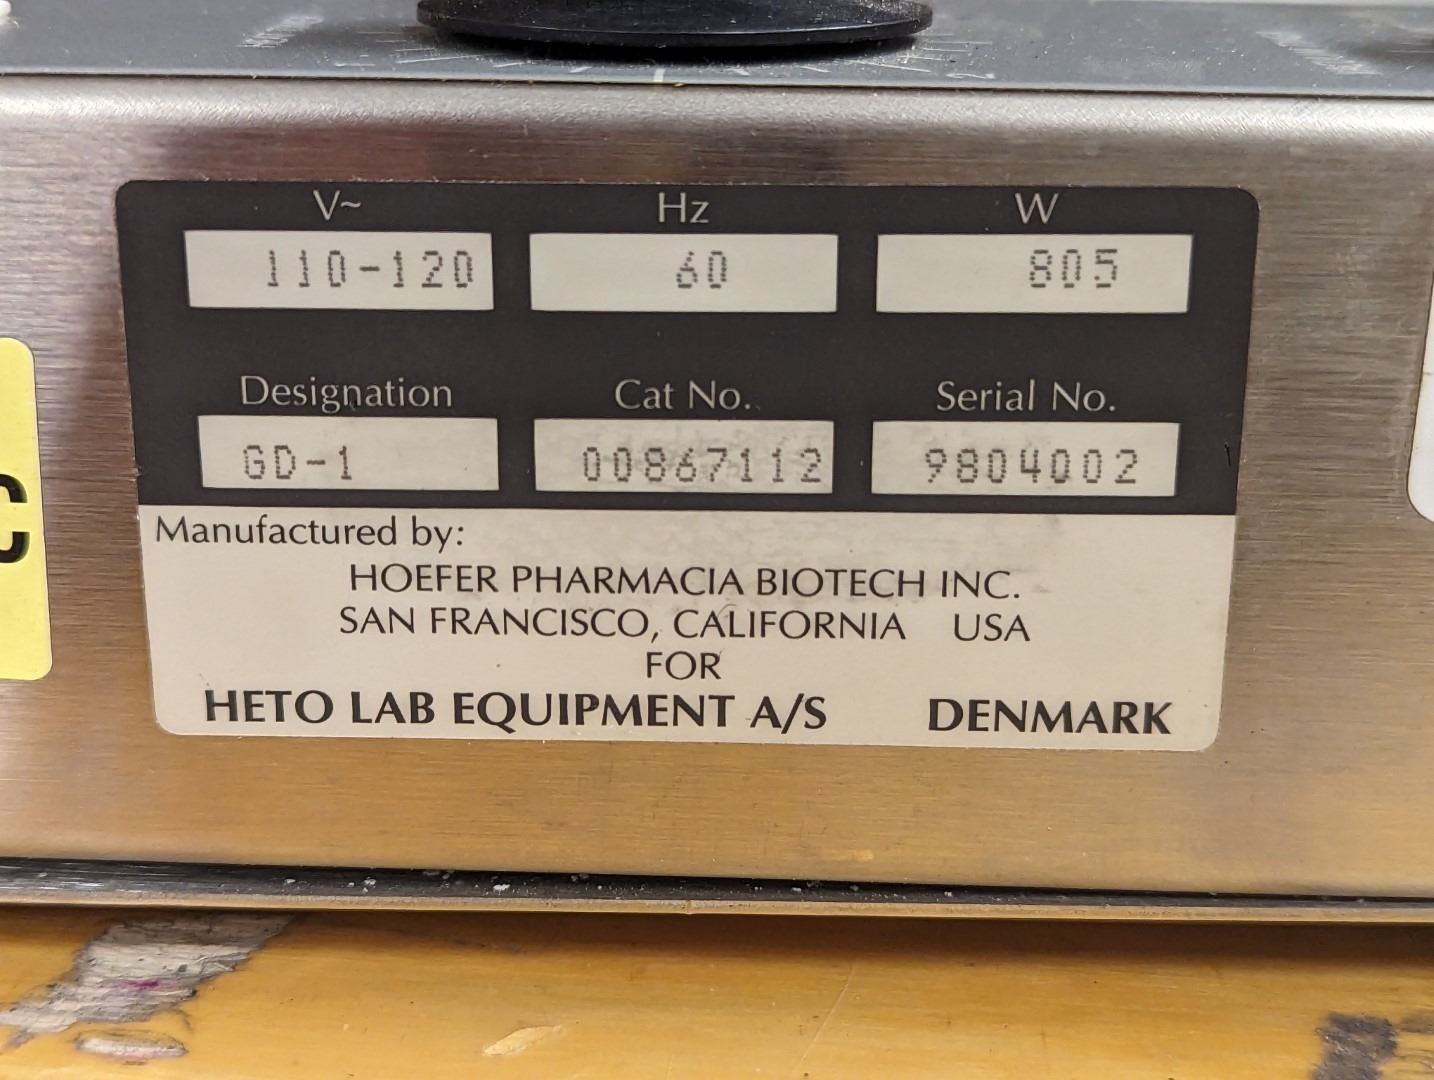 V~ Hz W
110-120 60 805
Designation Cat No. Serial No.
GD-1 00867112 9804002
Manufactured by:
HOEFER PHARMACIA BIOTECH INC.
SAN FRANCISCO, CALIFORNIA USA
FOR
HETO LAB EQUIPMENT A/S DENMARK